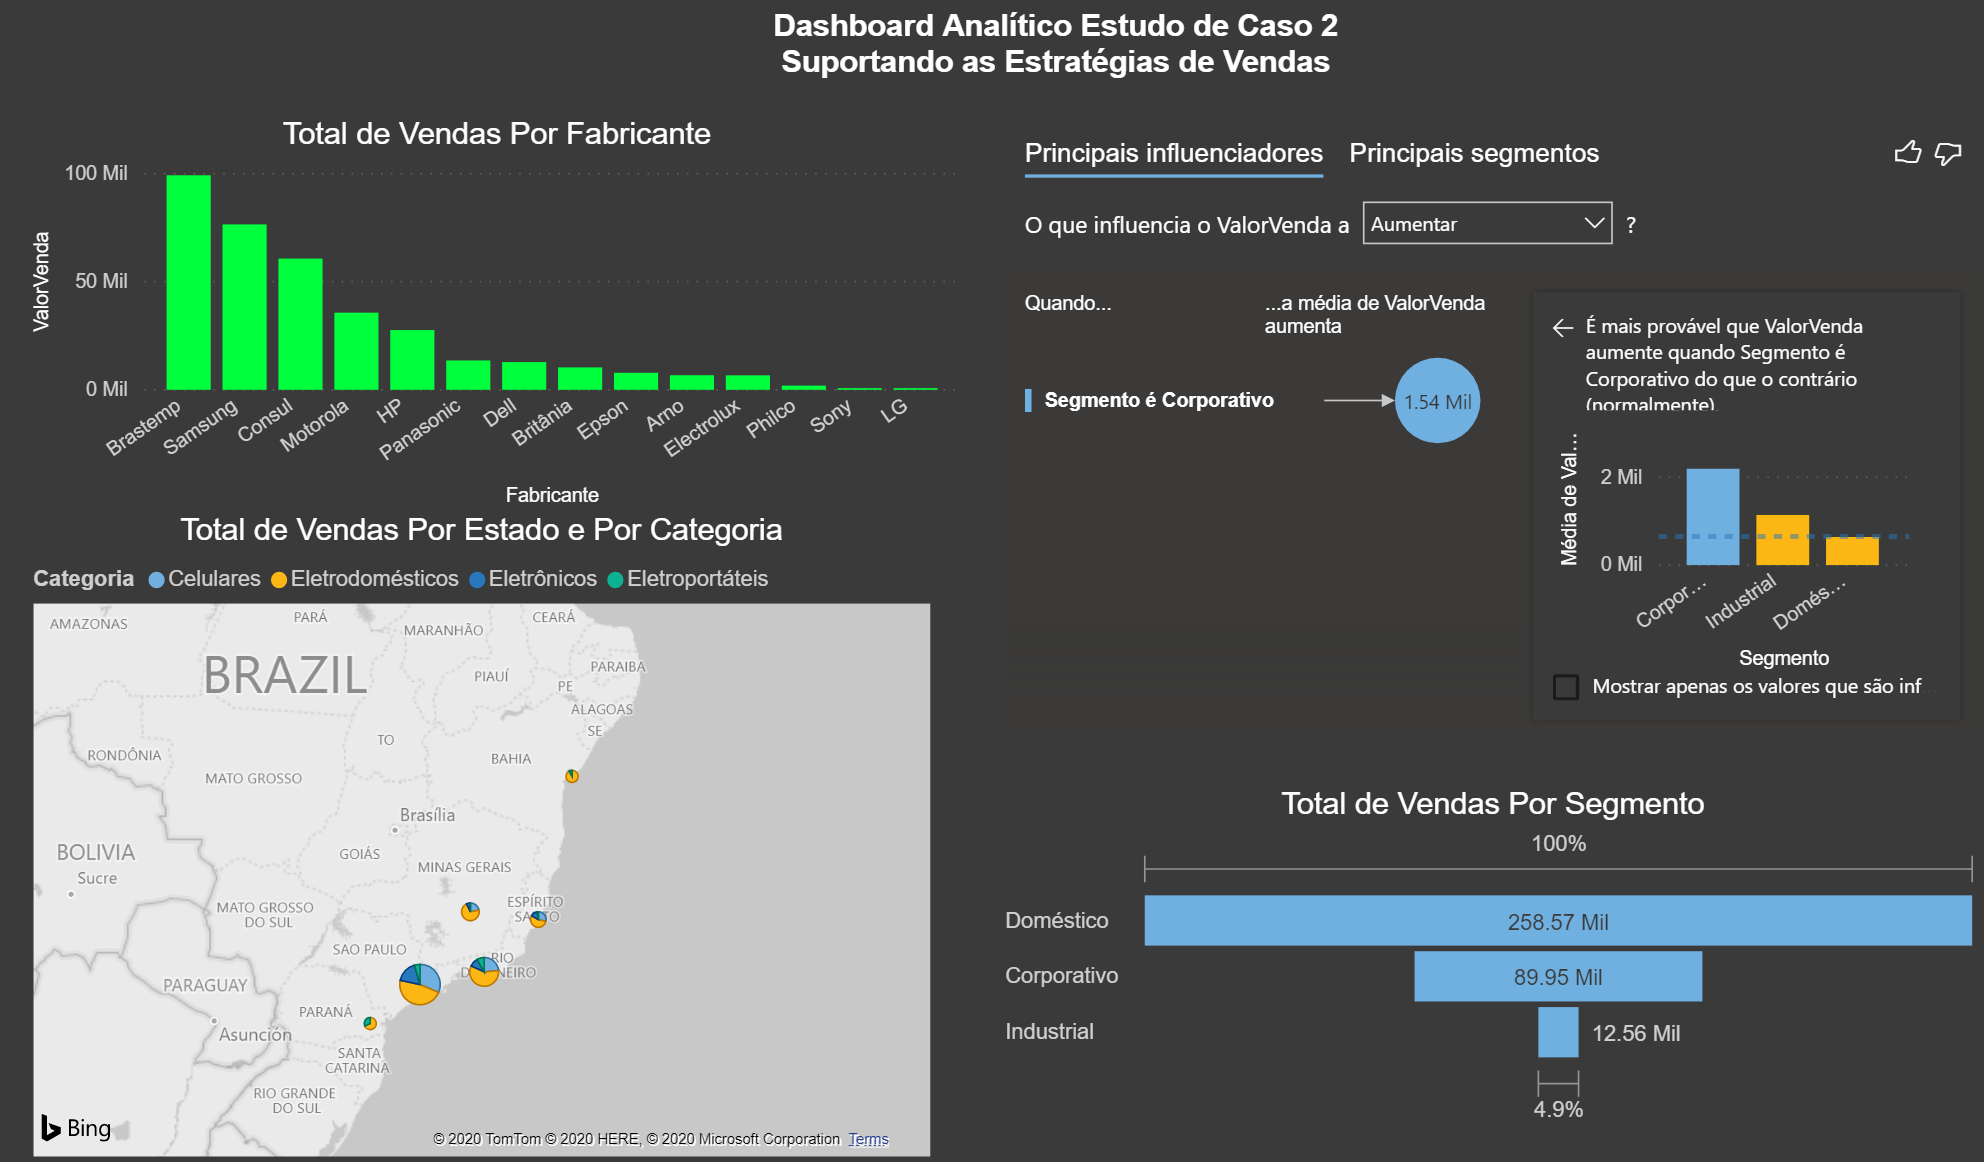 Dashboard Analítico Estudo de Caso 2
Suportando as Estratégias de Vendas
Total de Vendas Por Fabricante
100 Mil
50 Mil
0 Mil
ValorVenda
Brastemp
Samsung
Consul
Motorola
HP
Panasonic
Dell
Britânia
Epson
Arno
Electrolux
Philco
Sony
LG
Fabricante
Principais influenciadores
Principais segmentos
O que influencia o ValorVenda a
Aumentar
?
Quando...
...a média de ValorVenda
aumenta
Segmento é Corporativo
1.54 Mil
É mais provável que ValorVenda
aumente quando Segmento é
Corporativo do que o contrário
(normalmente).
Média de Val...
2 Mil
0 Mil
Corpor...
Industrial
Domés...
Segmento
Mostrar apenas os valores que são inf
Total de Vendas Por Estado e Por Categoria
Categoria
Celulares
Eletrodomésticos
Eletrônicos
Eletroportáteis
AMAZONAS
PARÁ
MARANHÃO
CEARÁ
BRAZIL
PIAUÍ
PARAIBA
PE
ALAGOAS
SE
TO
BAHIA
RONDÔNIA
MATO GROSSO
Brasília
BOLIVIA
Sucre
GOIÁS
MINAS GERAIS
MATO GROSSO
DO SUL
ESPÍRITO
SANTO
SAO PAULO
RIO
DE JANEIRO
PARAGUAY
Asunción
PARANÁ
SANTA
CATARINA
RIO GRANDE
DO SUL
Bing
© 2020 TomTom © 2020 HERE, © 2020 Microsoft Corporation Terms
Total de Vendas Por Segmento
100%
Doméstico
258.57 Mil
Corporativo
89.95 Mil
Industrial
12.56 Mil
4.9%